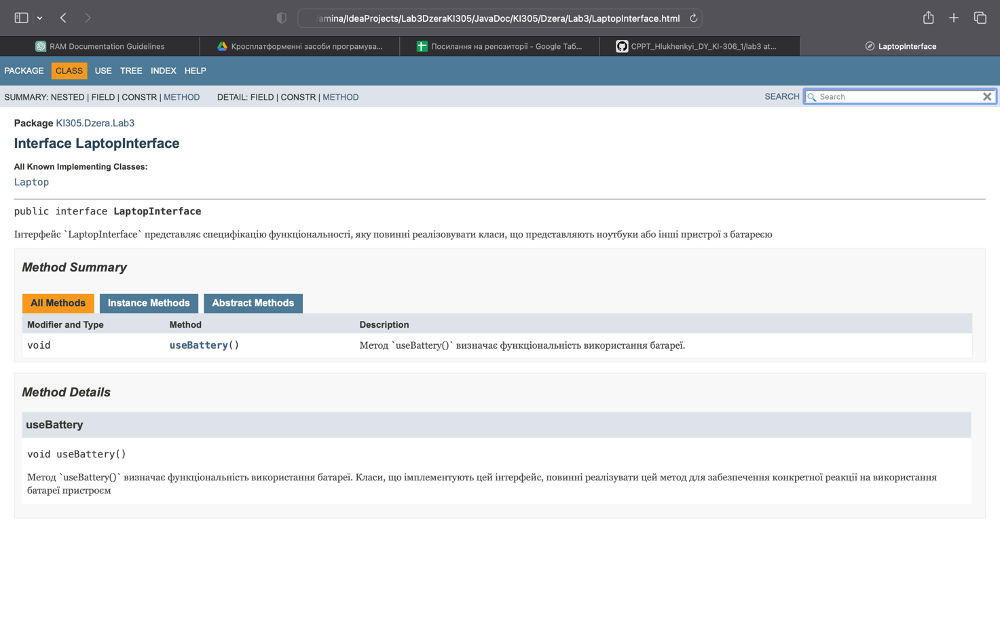 amina/IdeaProjects/Lab3DzeraKI305/JavaDoc/KI305/Dzera/Lab3/LaptopInterface.html
RAM Documentation Guidelines
Кросплатформенні засоби програмува...
Посилання на репозиторії - Google Таб...
CPPT_Hlukhenkyi_DY_KI-306_1/lab3 at...
LaptopInterface
PACKAGE CLASS USE TREE INDEX HELP
SUMMARY: NESTED | FIELD | CONSTR | METHOD DETAIL: FIELD | CONSTR | METHOD
SEARCH Search
Package KI305.Dzera.Lab3
Interface LaptopInterface
All Known Implementing Classes:
Laptop
public interface LaptopInterface
Інтерфейс `LaptopInterface` представляє специфікацію функціональності, яку повинні реалізовувати класи, що представляють ноутбуки або інші пристрої з батареєю
Method Summary
All Methods Instance Methods Abstract Methods
Modifier and Type Method Description
void useBattery() Метод `useBattery()` визначає функціональність використання батареї.
Method Details
useBattery
void useBattery()
Метод `useBattery()` визначає функціональність використання батареї. Класи, що імплементують цей інтерфейс, повинні реалізувати цей метод для забезпечення конкретної реакції на використання
батареї пристроєм